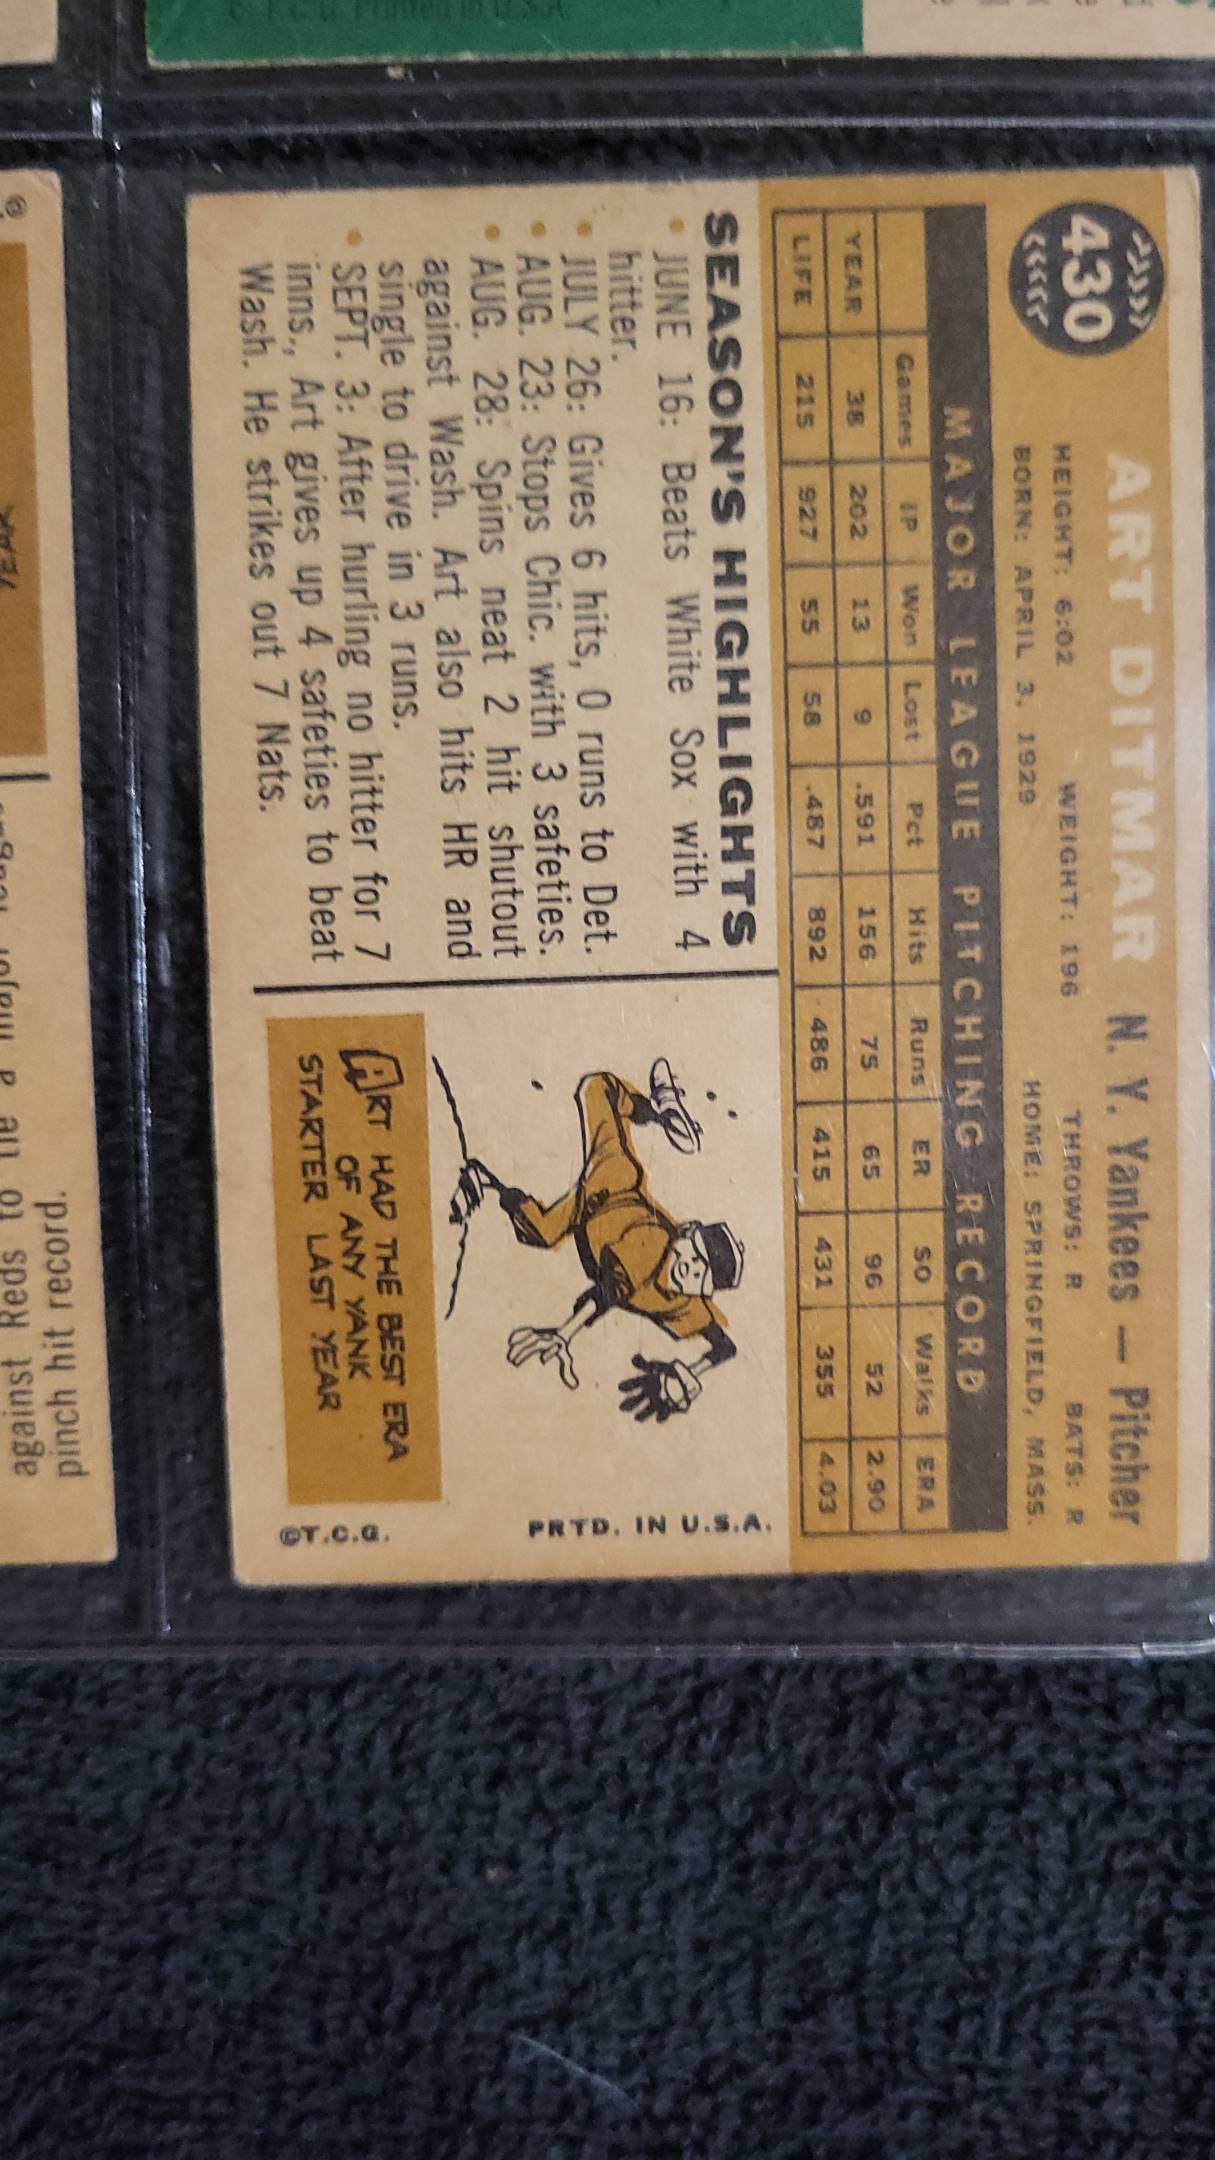 © T.C.G. Printed in U.S.A.
430
ART DITMAR N. Y. Yankees — Pitcher
HEIGHT: 6:02 WEIGHT: 196 THROWS: R BATS: R
BORN: APRIL 3, 1929 HOME: SPRINGFIELD, MASS.
MAJOR LEAGUE PITCHING RECORD
Games IP Won Lost Pct Hits Runs ER SO Walks ERA
YEAR 38 202 13 9 .591 156 75 65 96 52 2.90
LIFE 215 927 55 58 .487 892 486 415 431 355 4.03
SEASON'S HIGHLIGHTS
• JUNE 16: Beats White Sox with 4
hitter.
• JULY 26: Gives 6 hits, 0 runs to Det.
• AUG. 23: Stops Chic. with 3 safeties.
• AUG. 28: Spins neat 2 hit shutout
against Wash. Art also hits HR and
single to drive in 3 runs.
• SEPT. 3: After hurling no hitter for 7
inns., Art gives up 4 safeties to beat
Wash. He strikes out 7 Nats.
ART HAD THE BEST ERA
OF ANY YANK
STARTER LAST YEAR
PRTD. IN U.S.A.
©T.C.G.
YEAR
against Reds to tie a major
pinch hit record.